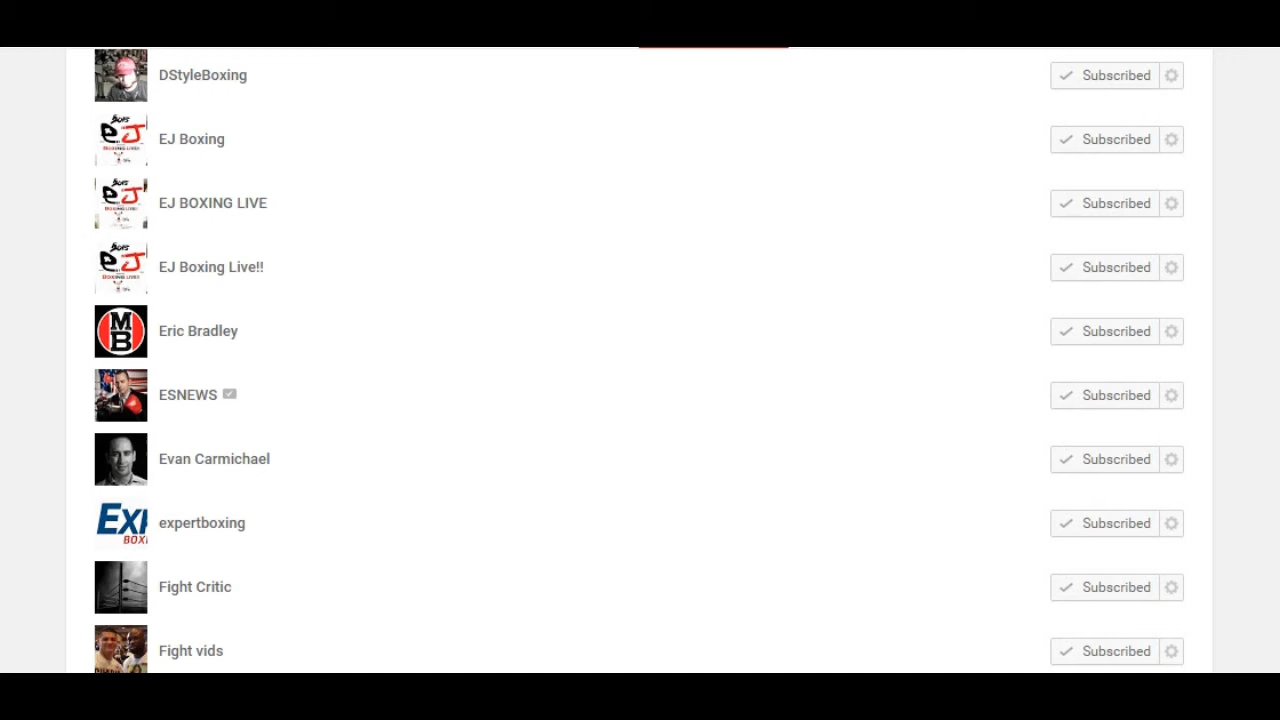 DStyleBoxing Subscribed
EJ Boxing Subscribed
EJ BOXING LIVE Subscribed
EJ Boxing Live!! Subscribed
MB Eric Bradley Subscribed
ESNEWS Subscribed
Evan Carmichael Subscribed
expertboxing Subscribed
Fight Critic Subscribed
Fight vids Subscribed